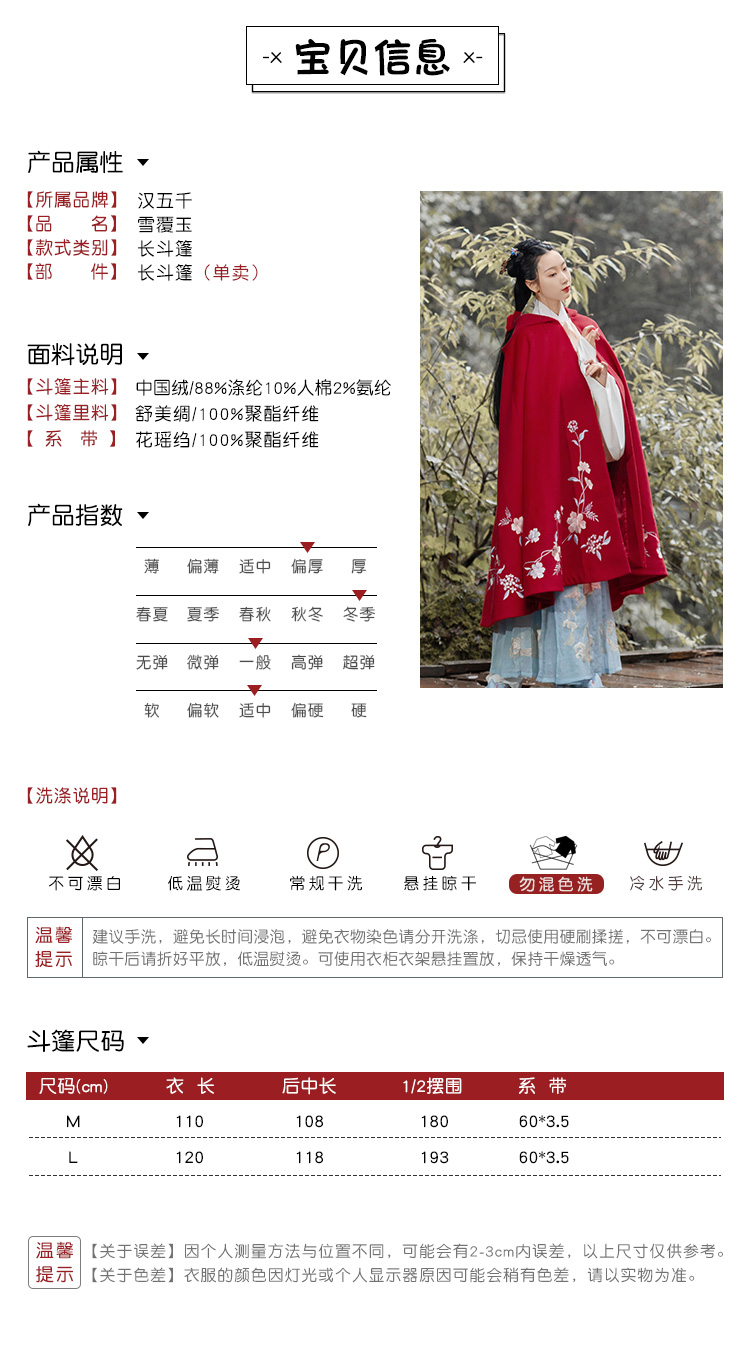 -x 宝贝信息 x-
产品属性
【所属品牌】 汉五千
【品 名】 雪覆玉
【款式类别】 长斗篷
【部 件】 长斗篷（单卖）
面料说明
【斗篷主料】 中国绒/88%涤纶10%人棉2%氨纶
【斗篷里料】 舒美绸/100%聚酯纤维
【 系 带 】 花瑶绉/100%聚酯纤维
产品指数
薄 偏薄 适中 偏厚 厚
春夏 夏季 春秋 秋冬 冬季
无弹 微弹 一般 高弹 超弹
软 偏软 适中 偏硬 硬
【洗涤说明】
不可漂白 低温熨烫 常规干洗 悬挂晾干 勿混色洗 冷水手洗
温馨提示
建议手洗，避免长时间浸泡，避免衣物染色请分开洗涤，切忌使用硬刷揉搓，不可漂白。
晾干后请折好平放，低温熨烫。可使用衣柜衣架悬挂置放，保持干燥透气。
斗篷尺码
尺码(cm) 衣 长 后中长 1/2摆围 系 带
M 110 108 180 60*3.5
L 120 118 193 60*3.5
温馨提示
【关于误差】因个人测量方法与位置不同，可能会有2-3cm内误差，以上尺寸仅供参考。
【关于色差】衣服的颜色因灯光或个人显示器原因可能会稍有色差，请以实物为准。